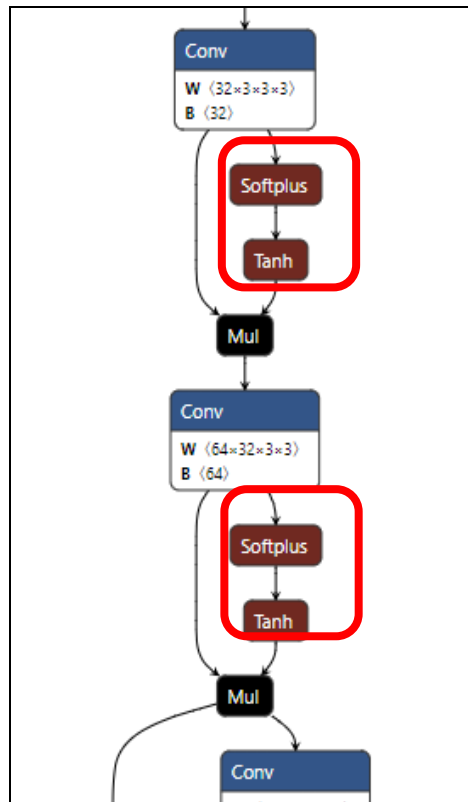 Conv
W 〈32×3×3×3〉
B 〈32〉
Softplus
Tanh
Mul
Conv
W 〈64×32×3×3〉
B 〈64〉
Softplus
Tanh
Mul
Conv